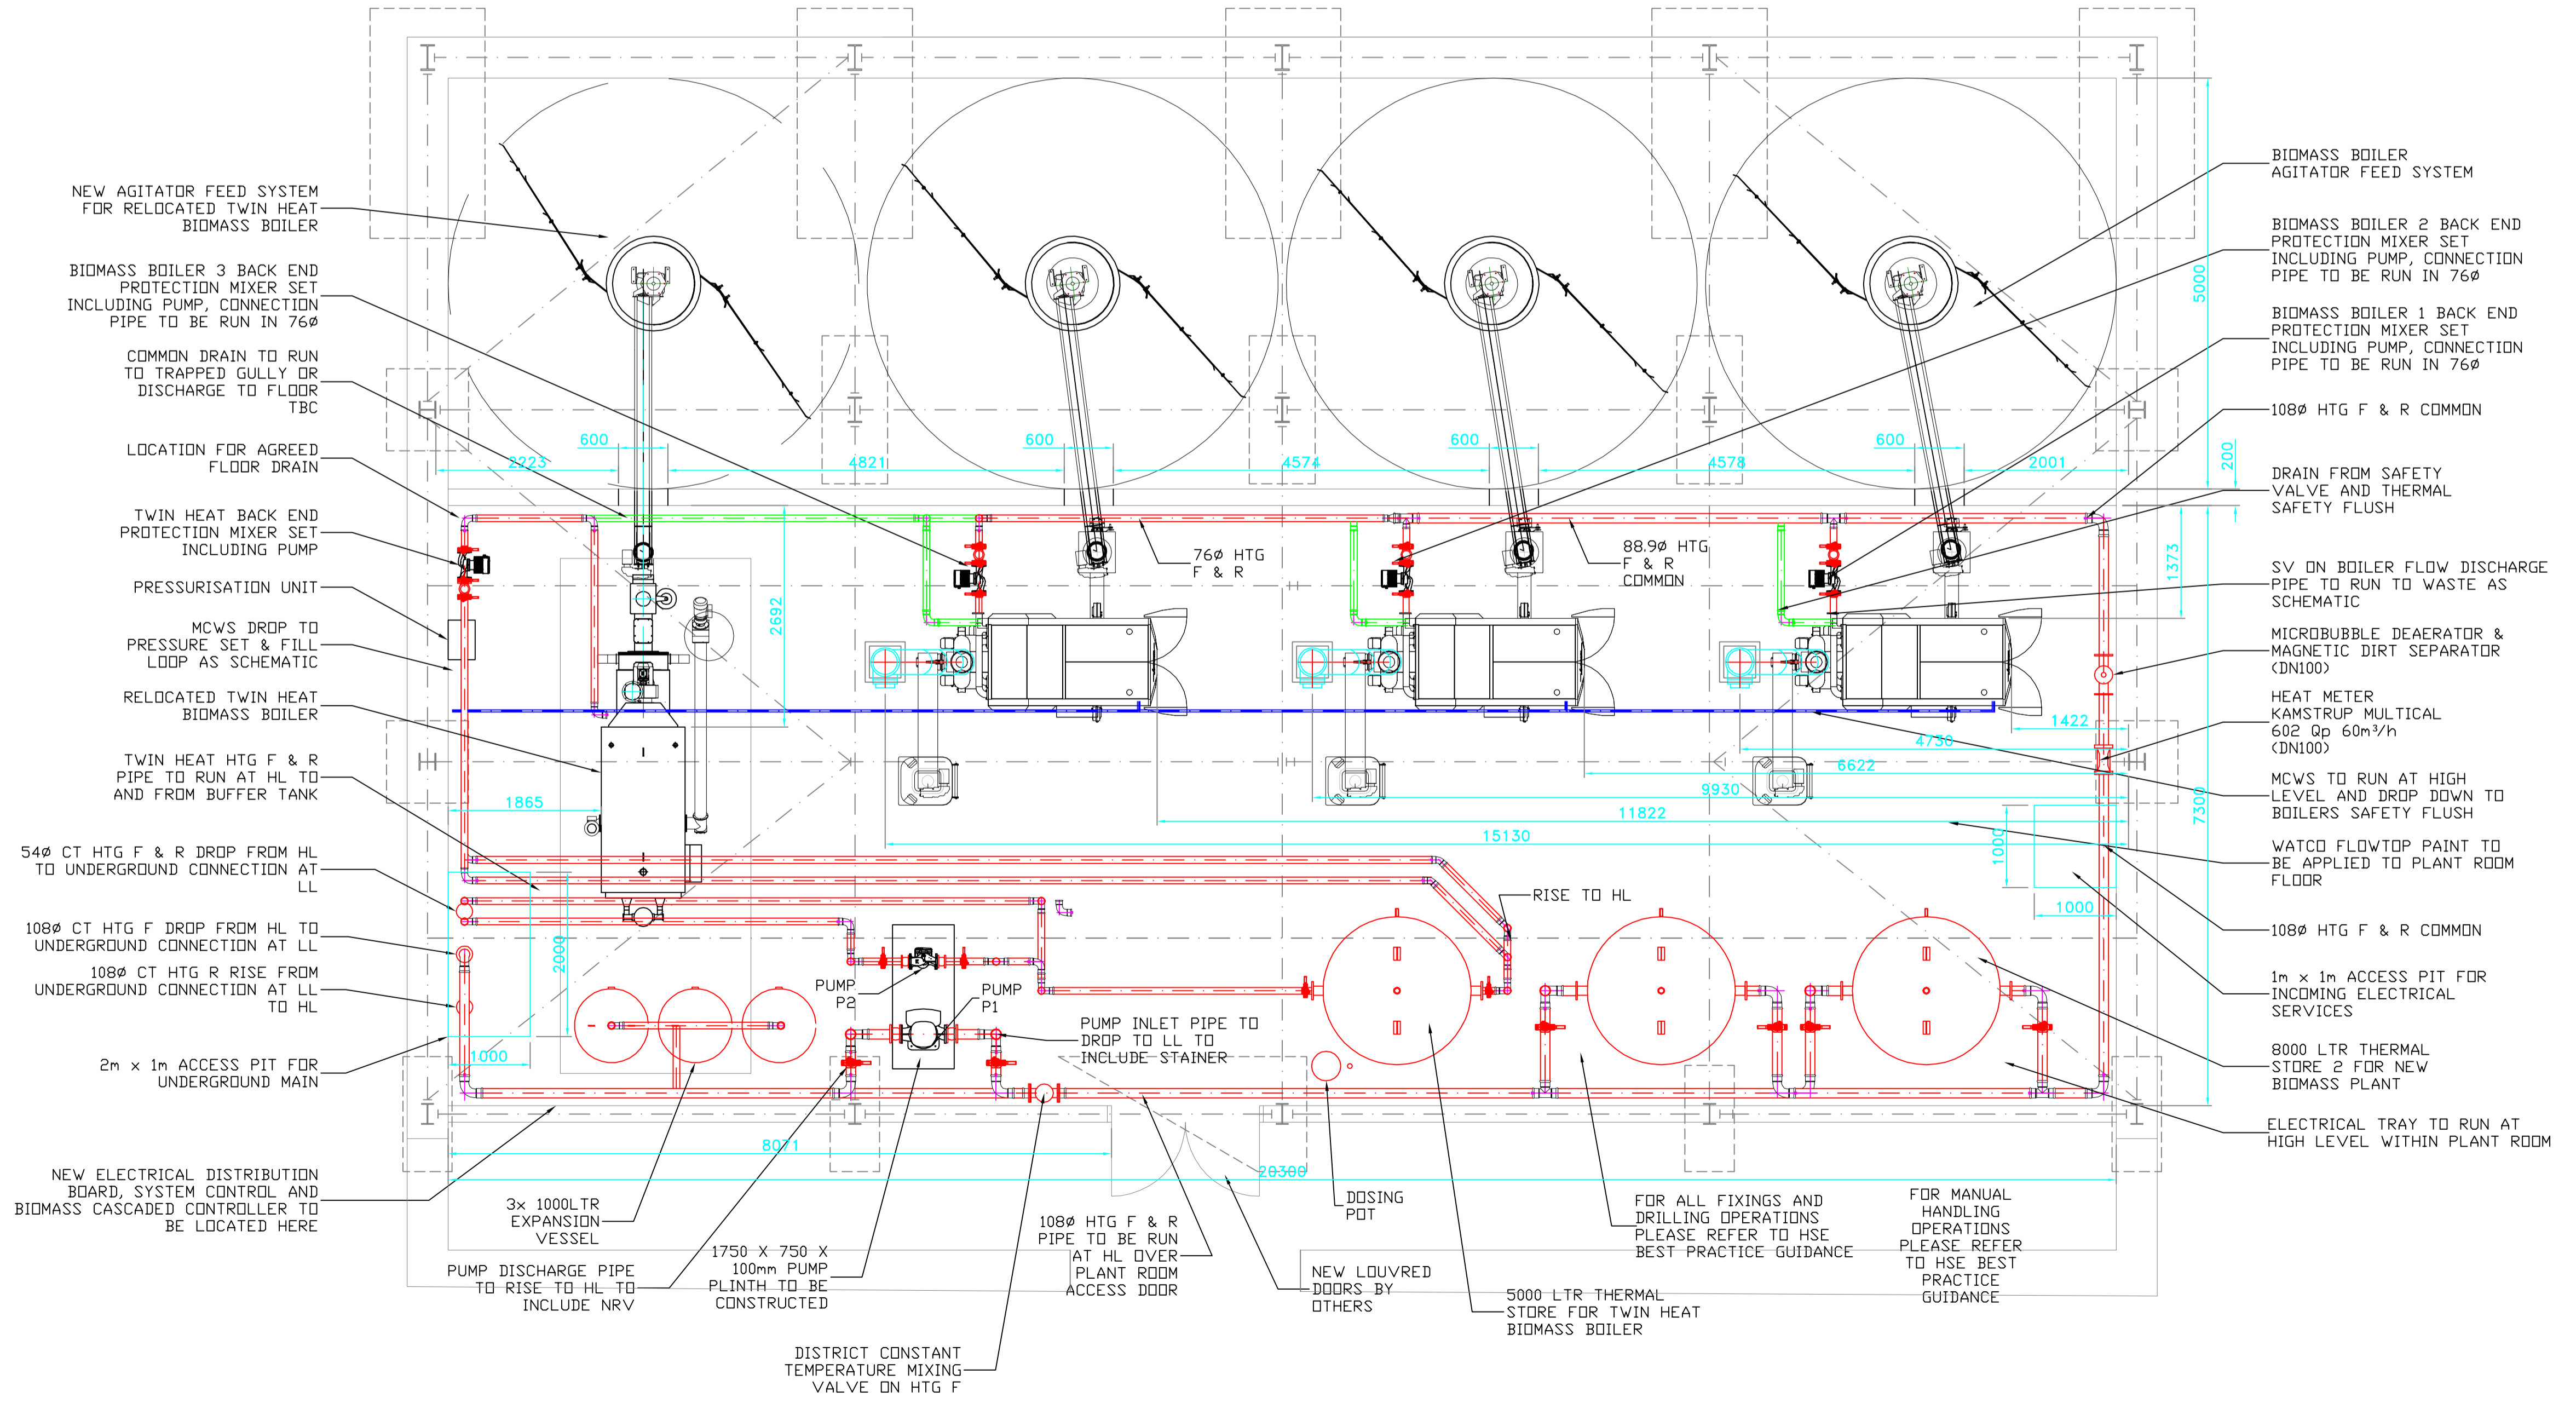 NEW AGITATOR FEED SYSTEM
FOR RELOCATED TWIN HEAT
BIOMASS BOILER
BIOMASS BOILER 3 BACK END
PROTECTION MIXER SET
INCLUDING PUMP, CONNECTION
PIPE TO BE RUN IN 76ø
COMMON DRAIN TO RUN
TO TRAPPED GULLY OR
DISCHARGE TO FLOOR
TBC
LOCATION FOR AGREED
FLOOR DRAIN
TWIN HEAT BACK END
PROTECTION MIXER SET
INCLUDING PUMP
PRESSURISATION UNIT
MCWS DROP TO
PRESSURE SET & FILL
LOOP AS SCHEMATIC
RELOCATED TWIN HEAT
BIOMASS BOILER
TWIN HEAT HTG F & R
PIPE TO RUN AT HL TO
AND FROM BUFFER TANK
54ø CT HTG F & R DROP FROM HL
TO UNDERGROUND CONNECTION AT
LL
108ø CT HTG F DROP FROM HL TO
UNDERGROUND CONNECTION AT LL
108ø CT HTG R RISE FROM
UNDERGROUND CONNECTION AT LL
TO HL
2m x 1m ACCESS PIT FOR
UNDERGROUND MAIN
NEW ELECTRICAL DISTRIBUTION
BOARD, SYSTEM CONTROL AND
BIOMASS CASCADED CONTROLLER TO
BE LOCATED HERE
600
600
600
600
2223
4821
4574
4578
2001
5000
200
1373
7300
2692
76ø HTG
F & R
88.9ø HTG
F & R
COMMON
1422
4730
6622
9930
11822
15130
1865
1000
1000
2000
1000
RISE TO HL
PUMP
P2
PUMP
P1
PUMP INLET PIPE TO
DROP TO LL TO
INCLUDE STAINER
8071
20300
3x 1000LTR
EXPANSION
VESSEL
PUMP DISCHARGE PIPE
TO RISE TO HL TO
INCLUDE NRV
1750 X 750 X
100mm PUMP
PLINTH TO BE
CONSTRUCTED
DISTRICT CONSTANT
TEMPERATURE MIXING
VALVE ON HTG F
108ø HTG F & R
PIPE TO BE RUN
AT HL OVER
PLANT ROOM
ACCESS DOOR
NEW LOUVRED
DOORS BY
OTHERS
DOSING
POT
5000 LTR THERMAL
STORE FOR TWIN HEAT
BIOMASS BOILER
FOR ALL FIXINGS AND
DRILLING OPERATIONS
PLEASE REFER TO HSE
BEST PRACTICE GUIDANCE
FOR MANUAL
HANDLING
OPERATIONS
PLEASE REFER
TO HSE BEST
PRACTICE
GUIDANCE
BIOMASS BOILER
AGITATOR FEED SYSTEM
BIOMASS BOILER 2 BACK END
PROTECTION MIXER SET
INCLUDING PUMP, CONNECTION
PIPE TO BE RUN IN 76ø
BIOMASS BOILER 1 BACK END
PROTECTION MIXER SET
INCLUDING PUMP, CONNECTION
PIPE TO BE RUN IN 76ø
108ø HTG F & R COMMON
DRAIN FROM SAFETY
VALVE AND THERMAL
SAFETY FLUSH
SV ON BOILER FLOW DISCHARGE
PIPE TO RUN TO WASTE AS
SCHEMATIC
MICROBUBBLE DEAERATOR &
MAGNETIC DIRT SEPARATOR
(DN100)
HEAT METER
KAMSTRUP MULTICAL
602 Qp 60m³/h
(DN100)
MCWS TO RUN AT HIGH
LEVEL AND DROP DOWN TO
BOILERS SAFETY FLUSH
WATCO FLOWTOP PAINT TO
BE APPLIED TO PLANT ROOM
FLOOR
108ø HTG F & R COMMON
1m x 1m ACCESS PIT FOR
INCOMING ELECTRICAL
SERVICES
8000 LTR THERMAL
STORE 2 FOR NEW
BIOMASS PLANT
ELECTRICAL TRAY TO RUN AT
HIGH LEVEL WITHIN PLANT ROOM